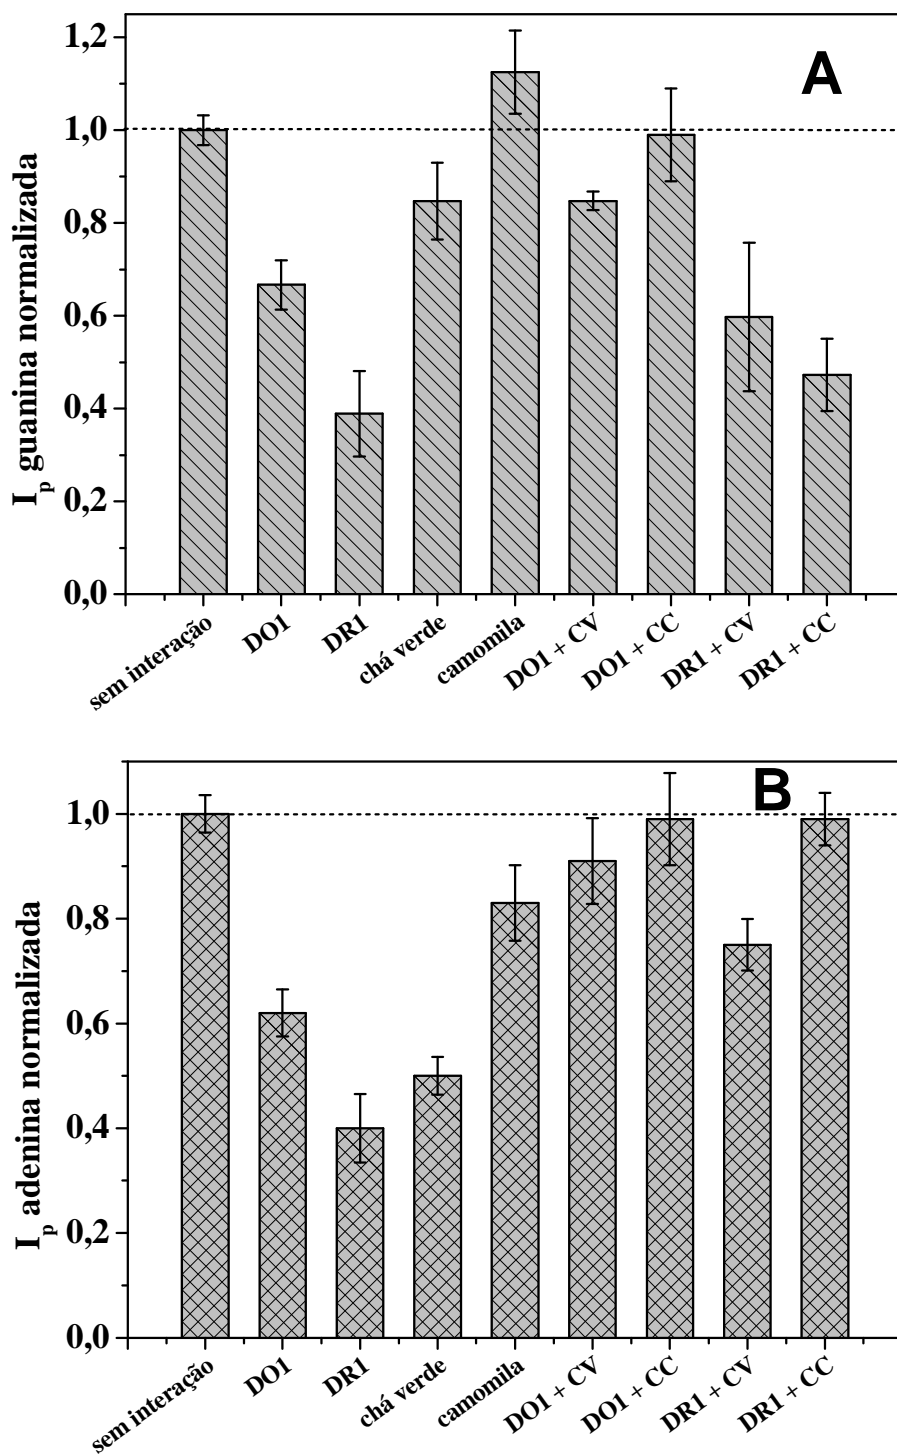 A
I_p guanina normalizada
1,2
1,0
0,8
0,6
0,4
0,2
0,0
sem interação
DO1
DR1
chá verde
camomila
DO1 + CV
DO1 + CC
DR1 + CV
DR1 + CC
B
I_p adenina normalizada
1,0
0,8
0,6
0,4
0,2
0,0
sem interação
DO1
DR1
chá verde
camomila
DO1 + CV
DO1 + CC
DR1 + CV
DR1 + CC